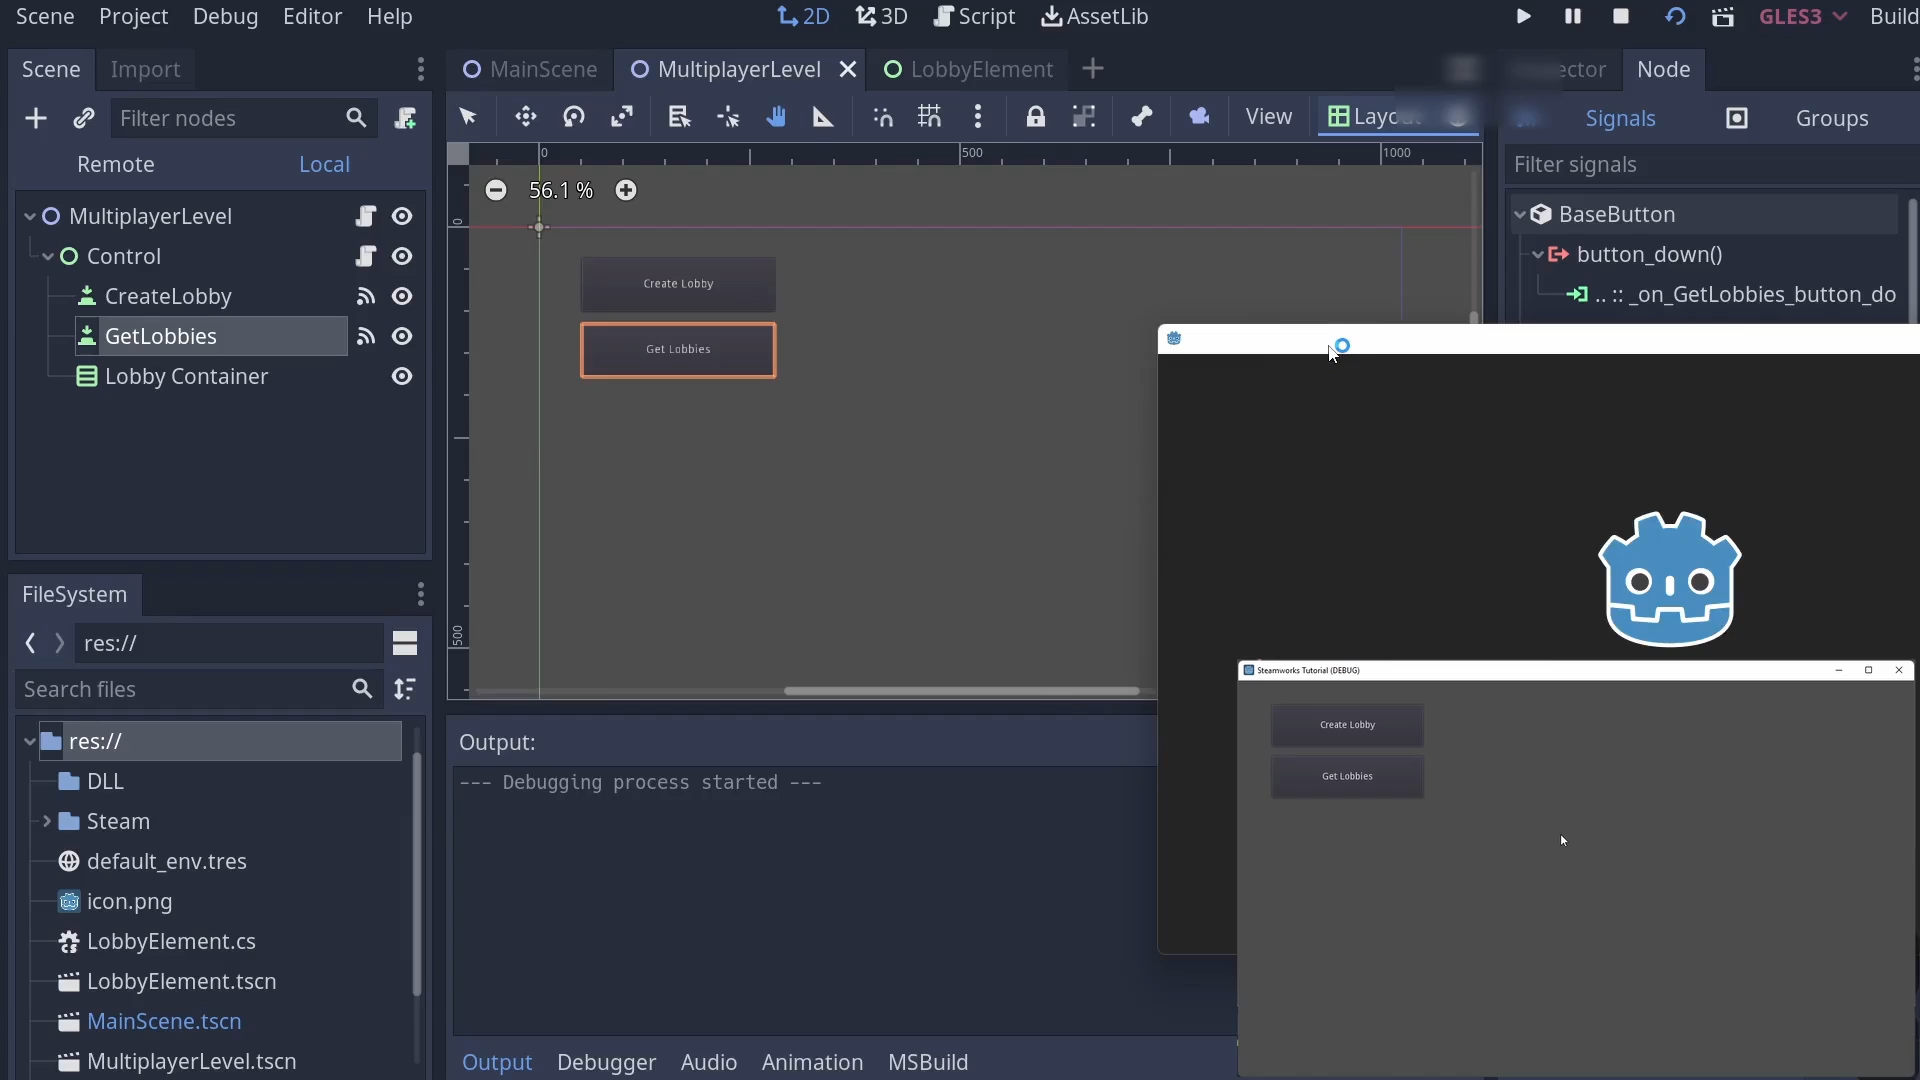 Scene Project Debug Editor Help
2D 3D Script AssetLib
GLES3 Build
Scene Import
MainScene MultiplayerLevel LobbyElement
Node
Filter nodes
View
Signals Groups
Remote Local
Filter signals
0 500 1000
56.1 %
MultiplayerLevel
Control
CreateLobby
GetLobbies
Lobby Container
BaseButton
button_down()
.. :: _on_GetLobbies_button_do
0
Create Lobby
Get Lobbies
500
FileSystem
res://
Search files
res://
DLL
Steam
default_env.tres
icon.png
LobbyElement.cs
LobbyElement.tscn
MainScene.tscn
MultiplayerLevel.tscn
Output:
--- Debugging process started ---
Output Debugger Audio Animation MSBuild
Steamworks Tutorial (DEBUG)
Create Lobby
Get Lobbies